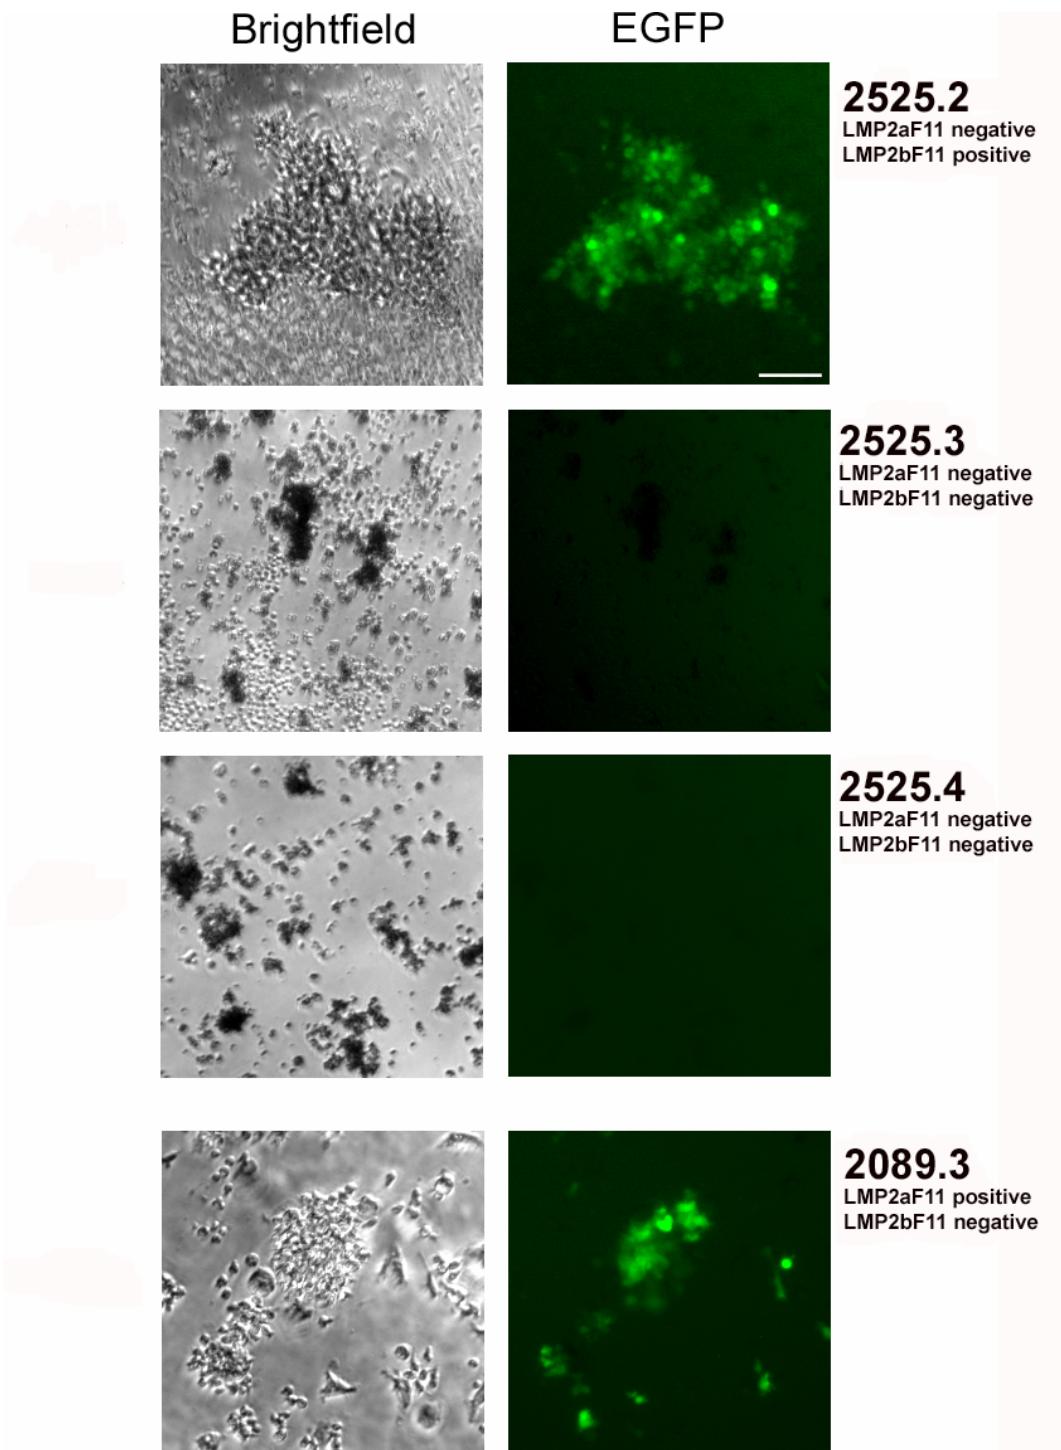 Brightfield
EGFP
2525.2
LMP2aF11 negative
LMP2bF11 positive
2525.3
LMP2aF11 negative
LMP2bF11 negative
2525.4
LMP2aF11 negative
LMP2bF11 negative
2089.3
LMP2aF11 positive
LMP2bF11 negative